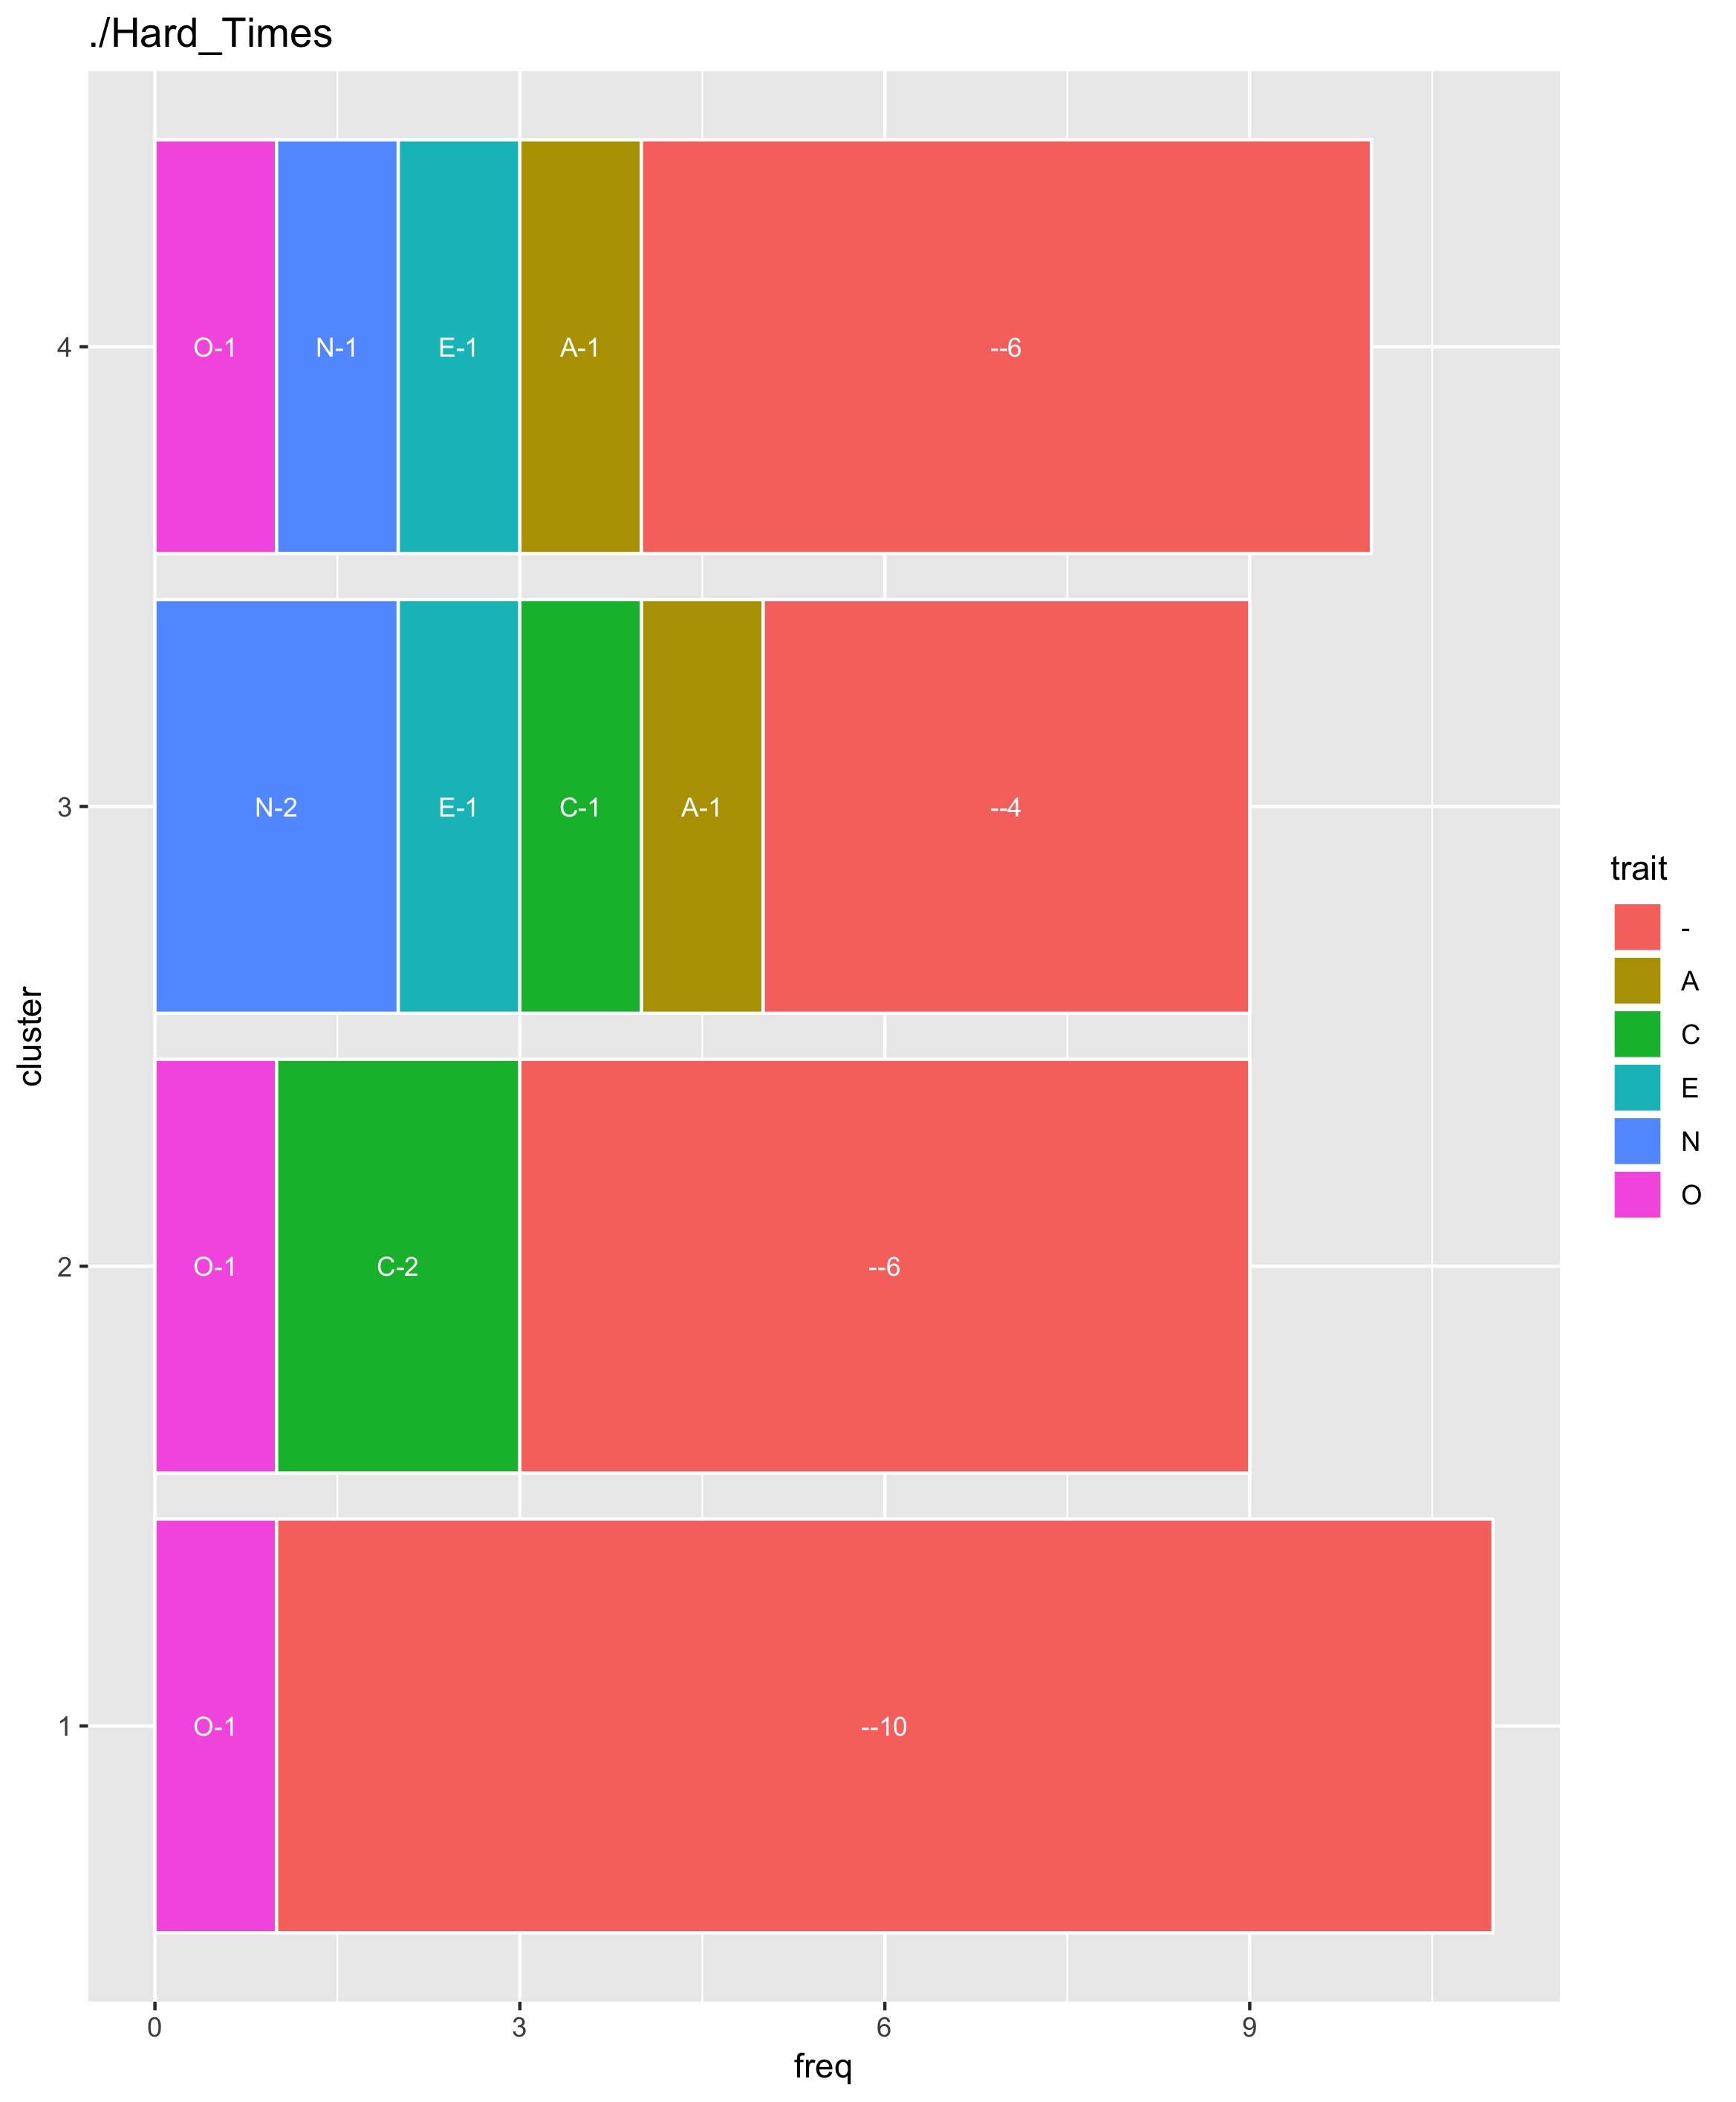 ./Hard_Times
4
O-1
N-1
E-1
A-1
--6
3
N-2
E-1
C-1
A-1
--4
2
O-1
C-2
--6
1
O-1
--10
0
3
6
9
freq
cluster
trait
-
A
C
E
N
O